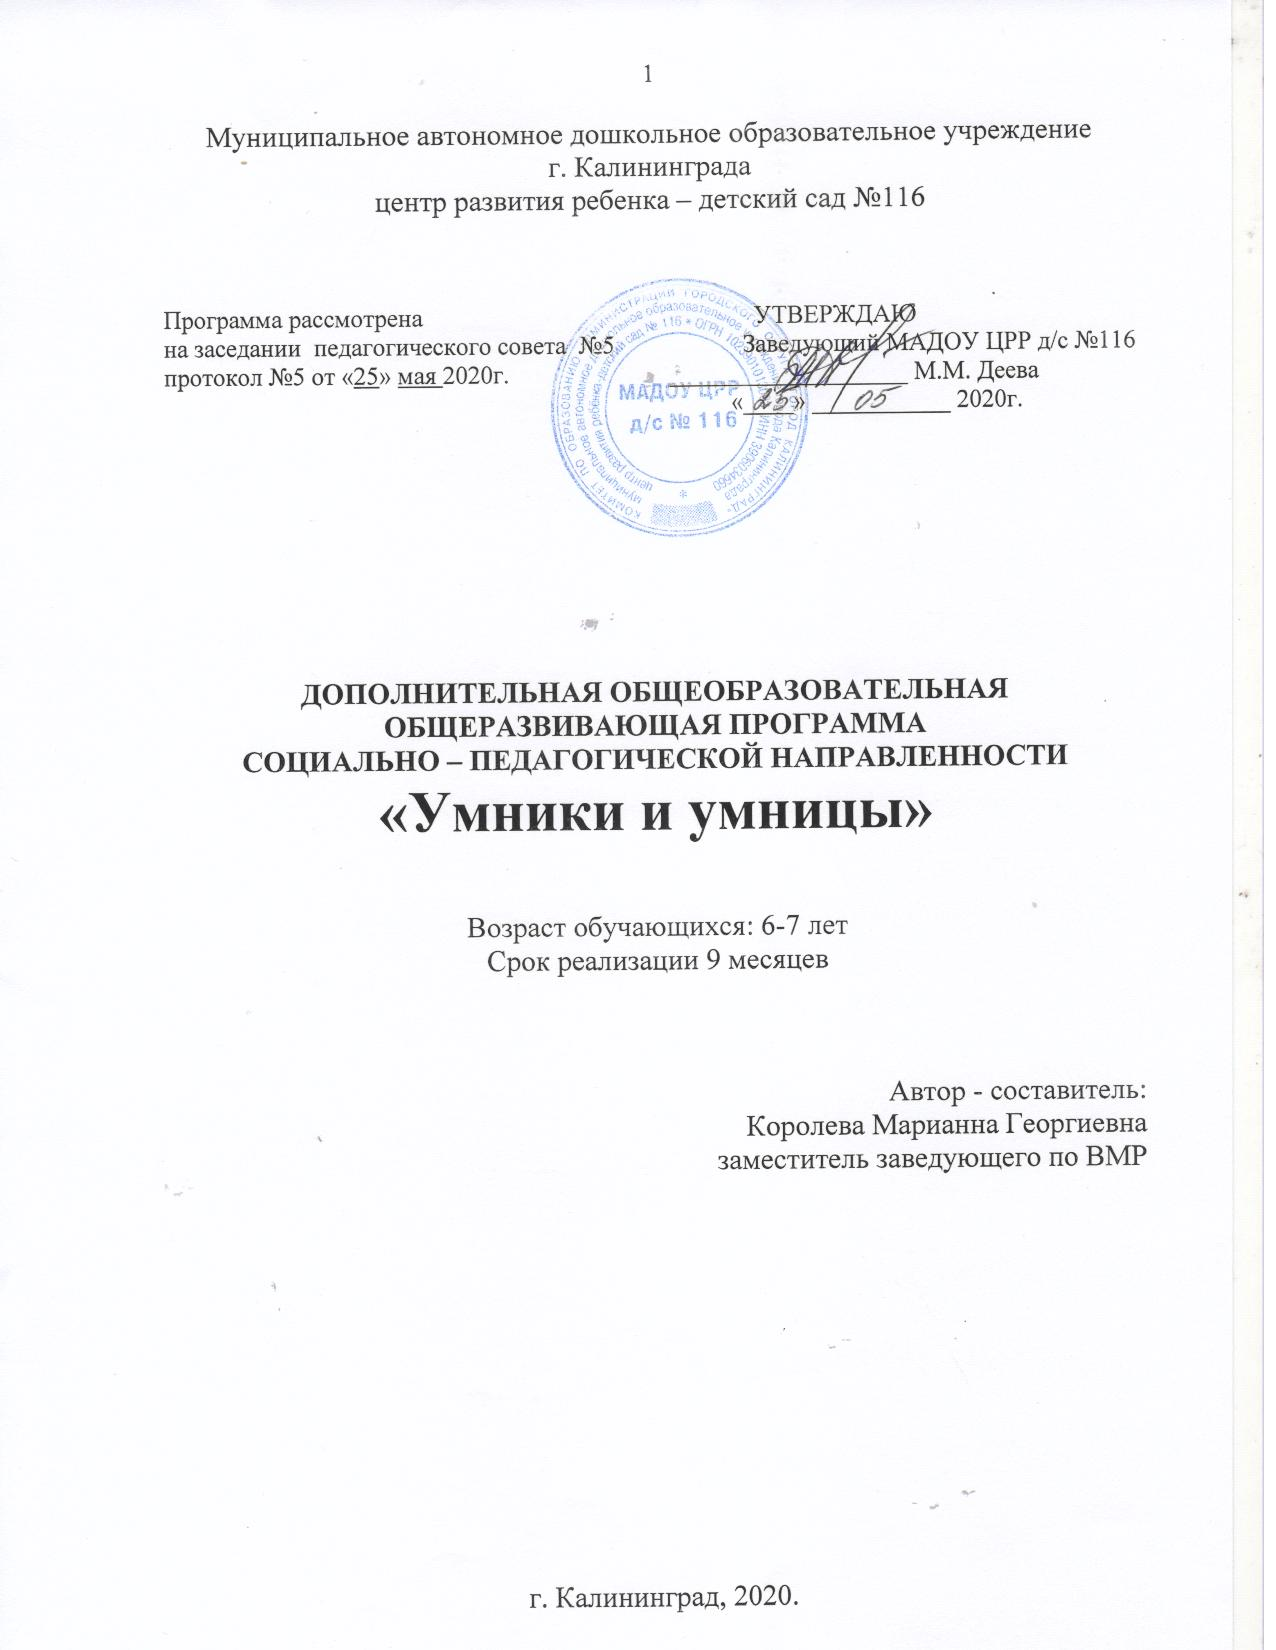 1
Муниципальное автономное дошкольное образовательное учреждение
г. Калининграда
центр развития ребенка – детский сад №116
Программа рассмотрена
на заседании педагогического совета №5
протокол №5 от «25» мая 2020г.
УТВЕРЖДАЮ
Заведующий МАДОУ ЦРР д/с №116
М.М. Деева
«25» 05 2020г.
МАДОУ ЦРР
д/с № 116
ДОПОЛНИТЕЛЬНАЯ ОБЩЕОБРАЗОВАТЕЛЬНАЯ
ОБЩЕРАЗВИВАЮЩАЯ ПРОГРАММА
СОЦИАЛЬНО – ПЕДАГОГИЧЕСКОЙ НАПРАВЛЕННОСТИ
«Умники и умницы»
Возраст обучающихся: 6-7 лет
Срок реализации 9 месяцев
Автор - составитель:
Королева Марианна Георгиевна
заместитель заведующего по ВМР
г. Калининград, 2020.